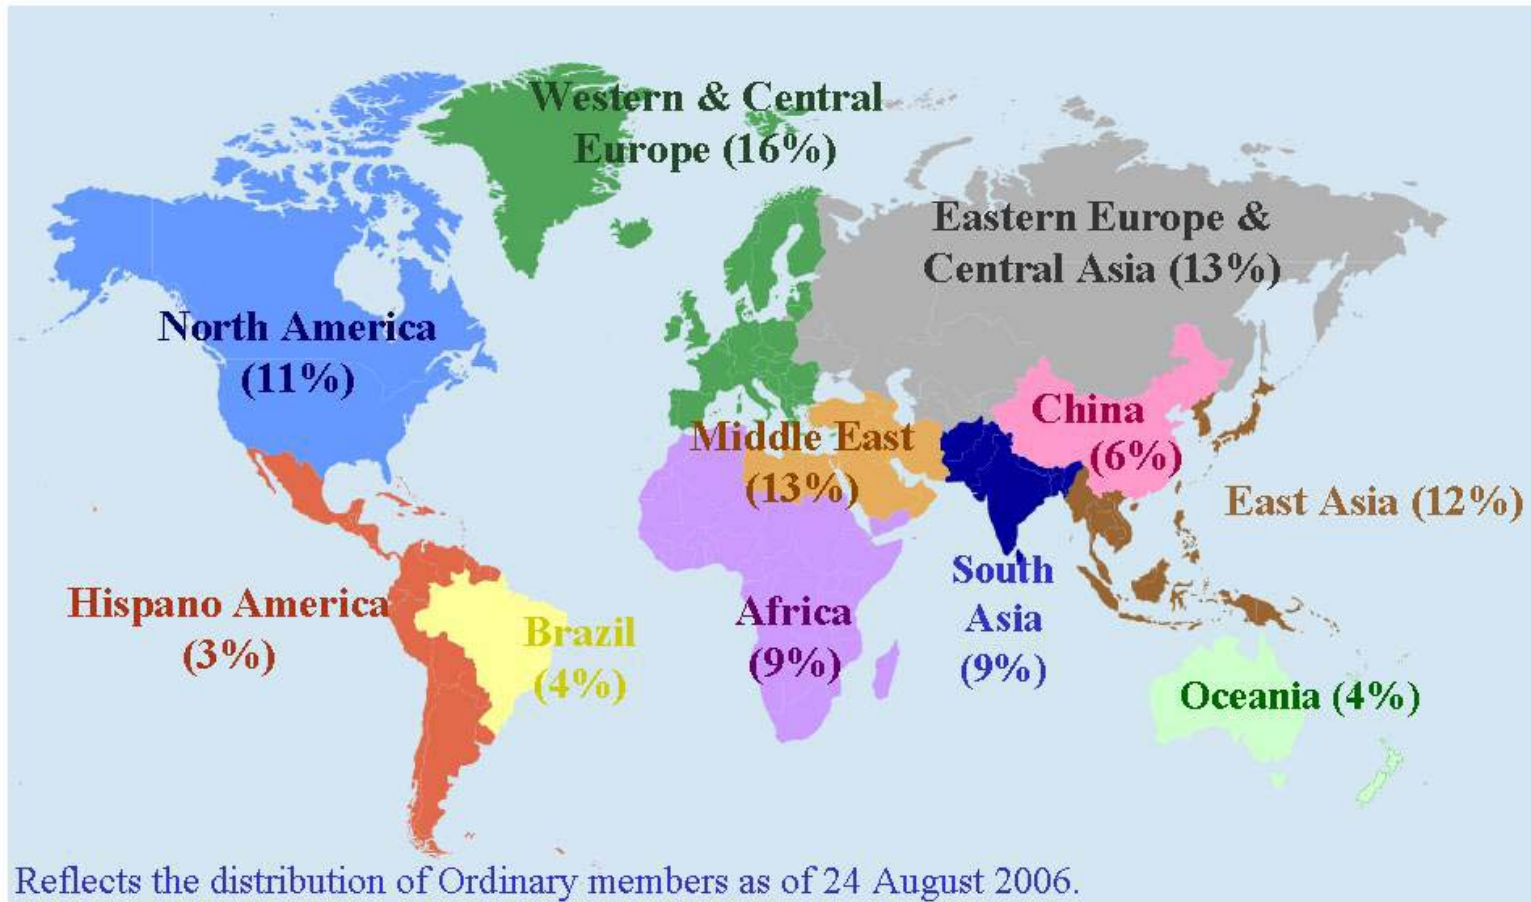 Western & Central
Europe (16%)
Eastern Europe &
Central Asia (13%)
North America
(11%)
China
(6%)
Middle East
(13%)
East Asia (12%)
South
Asia
(9%)
Hispano America
(3%)
Brazil
(4%)
Africa
(9%)
Oceania (4%)
Reflects the distribution of Ordinary members as of 24 August 2006.